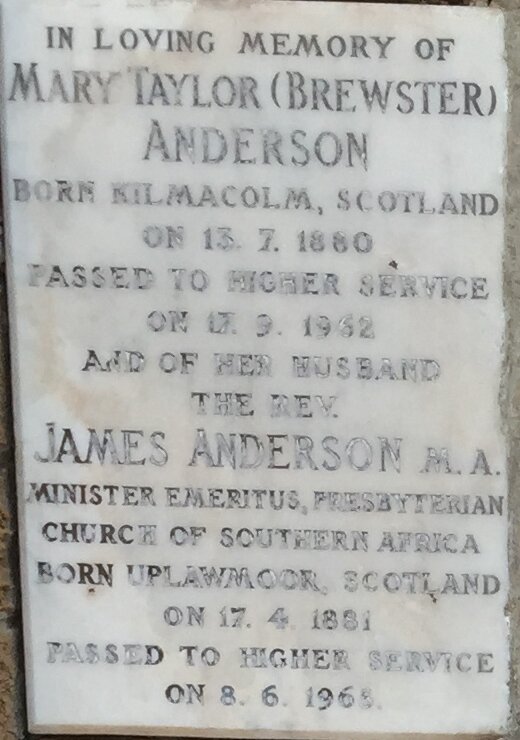 IN LOVING MEMORY OF
MARY TAYLOR (BREWSTER)
ANDERSON
BORN KILMACOLM, SCOTLAND
ON 13. 7. 1880
PASSED TO HIGHER SERVICE
ON 17. 9. 1962
AND OF HER HUSBAND
THE REV.
JAMES ANDERSON M. A.
MINISTER EMERITUS, PRESBYTERIAN
CHURCH OF SOUTHERN AFRICA
BORN UPLAWMOOR, SCOTLAND
ON 17. 4. 1881
PASSED TO HIGHER SERVICE
ON 8. 6.